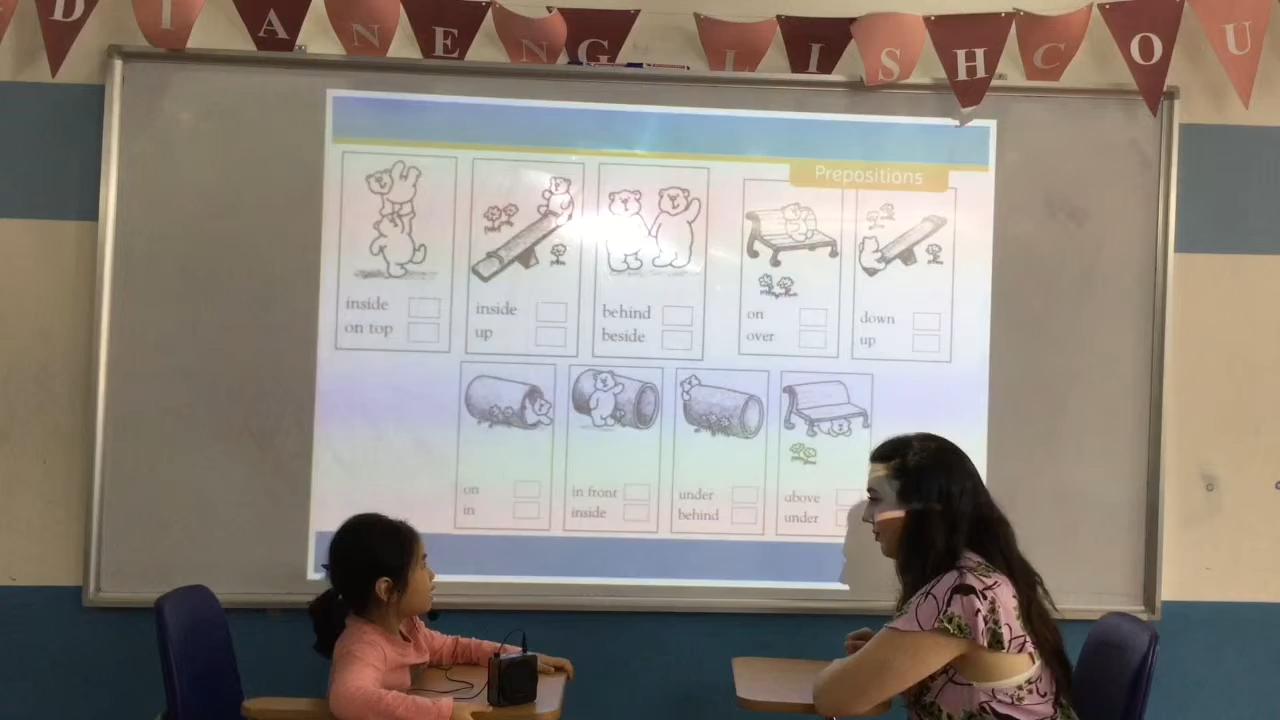 DIANENGLISHCOU
Prepositions
inside
on top
inside
up
behind
beside
on
over
down
up
on
in
in front
inside
under
behind
above
under